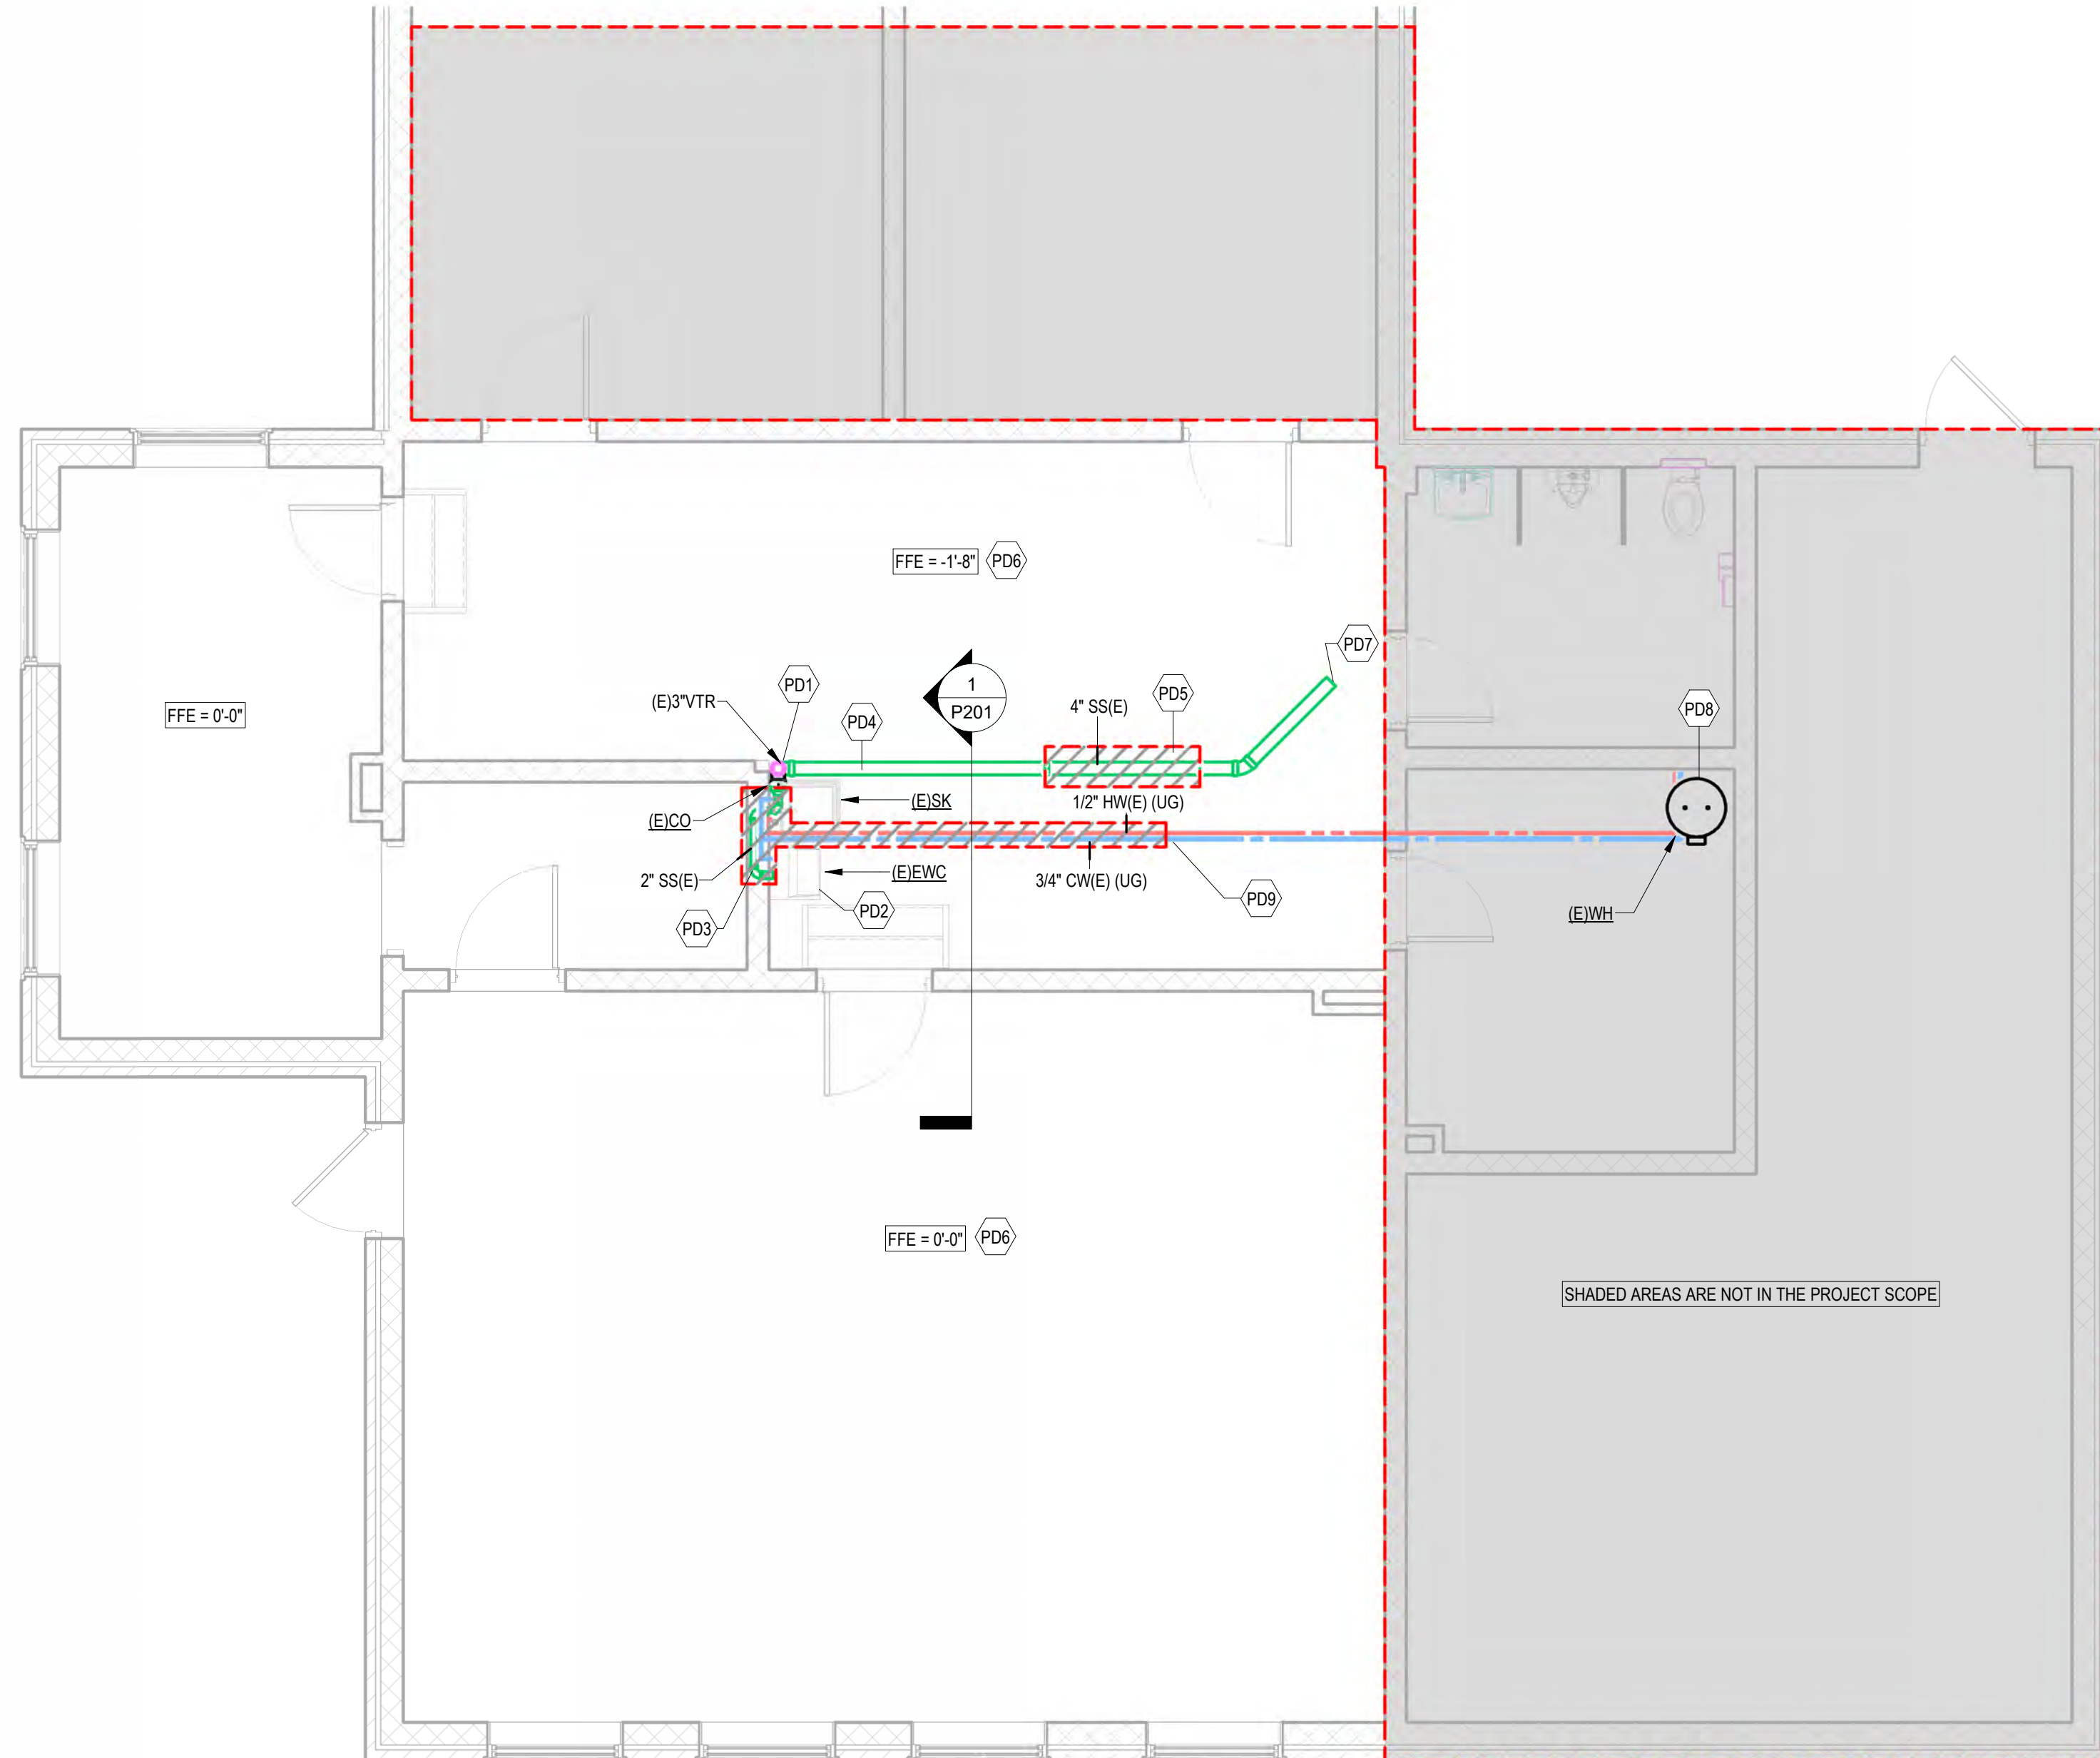 FFE = -1'-8"
PD6
PD7
1
P201
PD1
(E)3"VTR
PD4
4" SS(E)
PD5
PD8
FFE = 0'-0"
(E)CO
(E)SK
1/2" HW(E) (UG)
2" SS(E)
(E)EWC
3/4" CW(E) (UG)
PD3
PD2
PD9
(E)WH
FFE = 0'-0"
PD6
SHADED AREAS ARE NOT IN THE PROJECT SCOPE